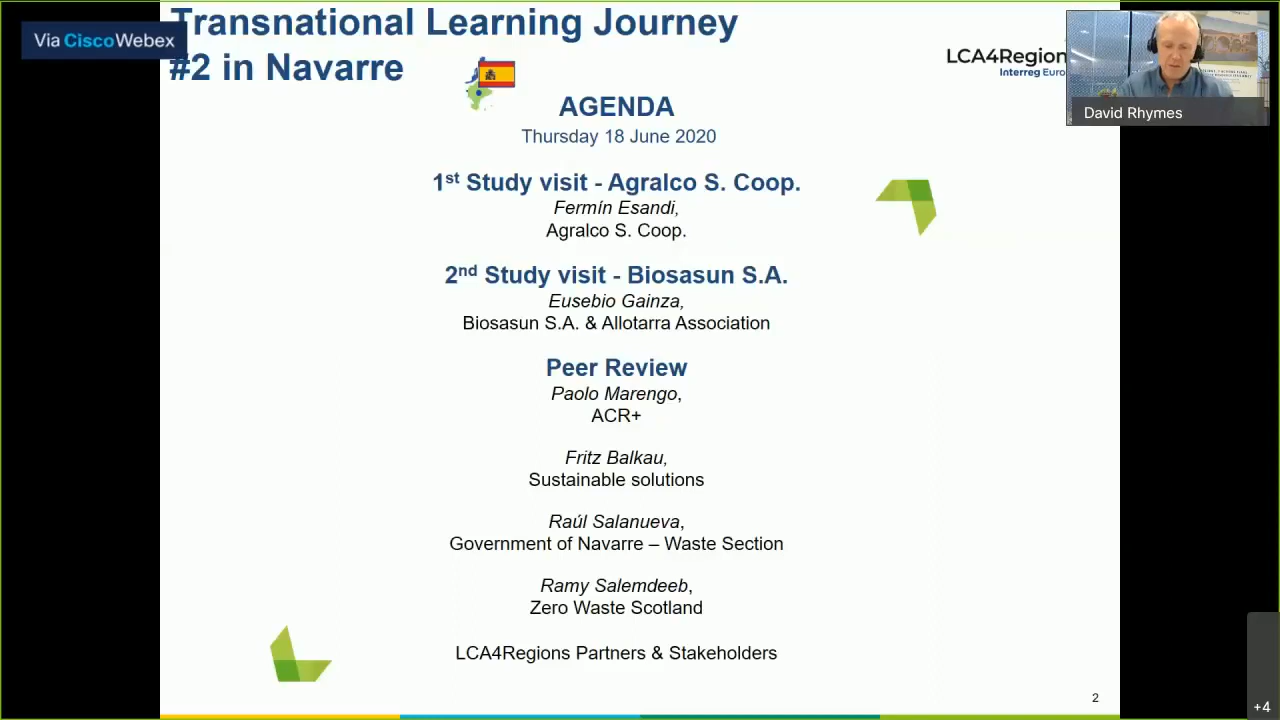 Via Cisco Webex
Transnational Learning Journey
#2 in Navarre
LCA4Region
Interreg Euro
David Rhymes
AGENDA
Thursday 18 June 2020
1st Study visit - Agralco S. Coop.
Fermín Esandi,
Agralco S. Coop.
2nd Study visit - Biosasun S.A.
Eusebio Gainza,
Biosasun S.A. & Allotarra Association
Peer Review
Paolo Marengo,
ACR+
Fritz Balkau,
Sustainable solutions
Raúl Salanueva,
Government of Navarre – Waste Section
Ramy Salemdeeb,
Zero Waste Scotland
LCA4Regions Partners & Stakeholders
2
+4